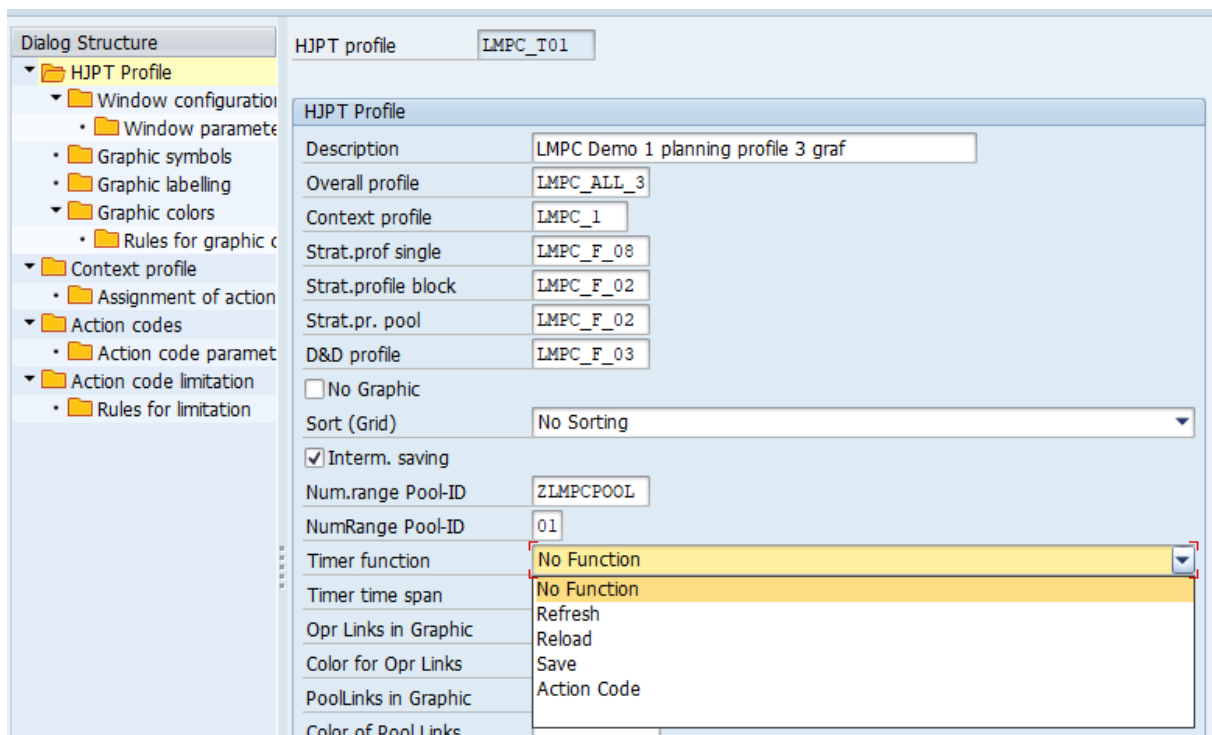 Dialog Structure
HJPT Profile
Window configuration
Window paramete
Graphic symbols
Graphic labelling
Graphic colors
Rules for graphic c
Context profile
Assignment of action
Action codes
Action code paramet
Action code limitation
Rules for limitation
HJPT profile LMPC_T01
HJPT Profile
Description LMPC Demo 1 planning profile 3 graf
Overall profile LMPC_ALL_3
Context profile LMPC_1
Strat.prof single LMPC_F_08
Strat.profile block LMPC_F_02
Strat.pr. pool LMPC_F_02
D&D profile LMPC_F_03
No Graphic
Sort (Grid) No Sorting
Interm. saving
Num.range Pool-ID ZLMPCPOOL
NumRange Pool-ID 01
Timer function No Function
No Function
Timer time span
Refresh
Opr Links in Graphic
Reload
Color for Opr Links
Save
PoolLinks in Graphic
Action Code
Color of Pool Links